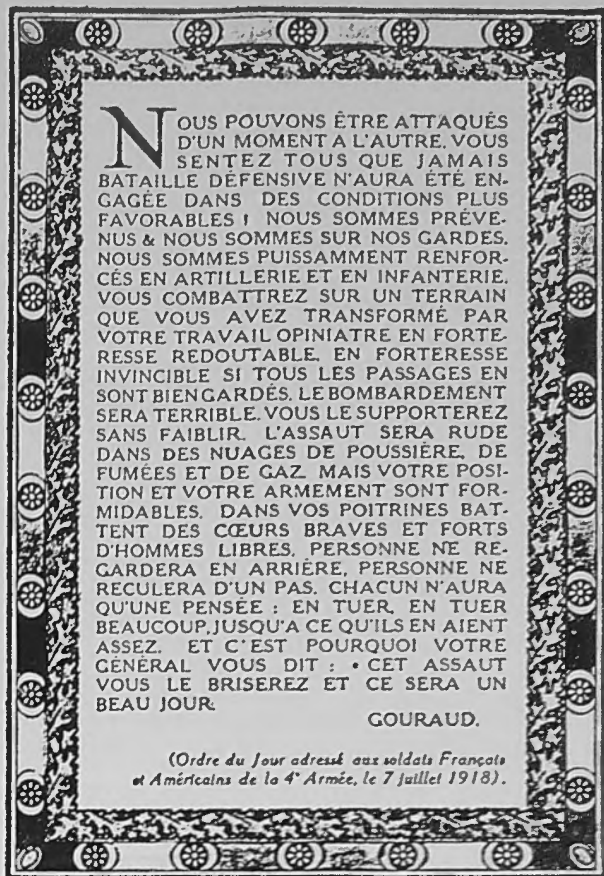 NOUS POUVONS ÊTRE ATTAQUÉS
D'UN MOMENT A L'AUTRE. VOUS
SENTEZ TOUS QUE JAMAIS
BATAILLE DÉFENSIVE N'AURA ÉTÉ EN-
GAGÉE DANS DES CONDITIONS PLUS
FAVORABLES ! NOUS SOMMES PRÉVE-
NUS & NOUS SOMMES SUR NOS GARDES.
NOUS SOMMES PUISSAMMENT RENFOR-
CÉS EN ARTILLERIE ET EN INFANTERIE.
VOUS COMBATTREZ SUR UN TERRAIN
QUE VOUS AVEZ TRANSFORMÉ PAR
VOTRE TRAVAIL OPINIATRE EN FORTE-
RESSE REDOUTABLE, EN FORTERESSE
INVINCIBLE SI TOUS LES PASSAGES EN
SONT BIEN GARDÉS. LE BOMBARDEMENT
SERA TERRIBLE. VOUS LE SUPPORTEREZ
SANS FAIBLIR. L'ASSAUT SERA RUDE
DANS DES NUAGES DE POUSSIÈRE, DE
FUMÉES ET DE GAZ. MAIS VOTRE POSI-
TION ET VOTRE ARMEMENT SONT FOR-
MIDABLES. DANS VOS POITRINES BAT-
TENT DES CŒURS BRAVES ET FORTS
D'HOMMES LIBRES. PERSONNE NE RE-
GARDERA EN ARRIÈRE, PERSONNE NE
RECULERA D'UN PAS. CHACUN N'AURA
QU'UNE PENSÉE : EN TUER, EN TUER
BEAUCOUP, JUSQU'A CE QU'ILS EN AIENT
ASSEZ. ET C'EST POURQUOI VOTRE
GÉNÉRAL VOUS DIT : • CET ASSAUT
VOUS LE BRISEREZ ET CE SERA UN
BEAU JOUR.
GOURAUD.
(Ordre du Jour adressé aux soldats Français
et Américains de la 4e Armée, le 7 juillet 1918).